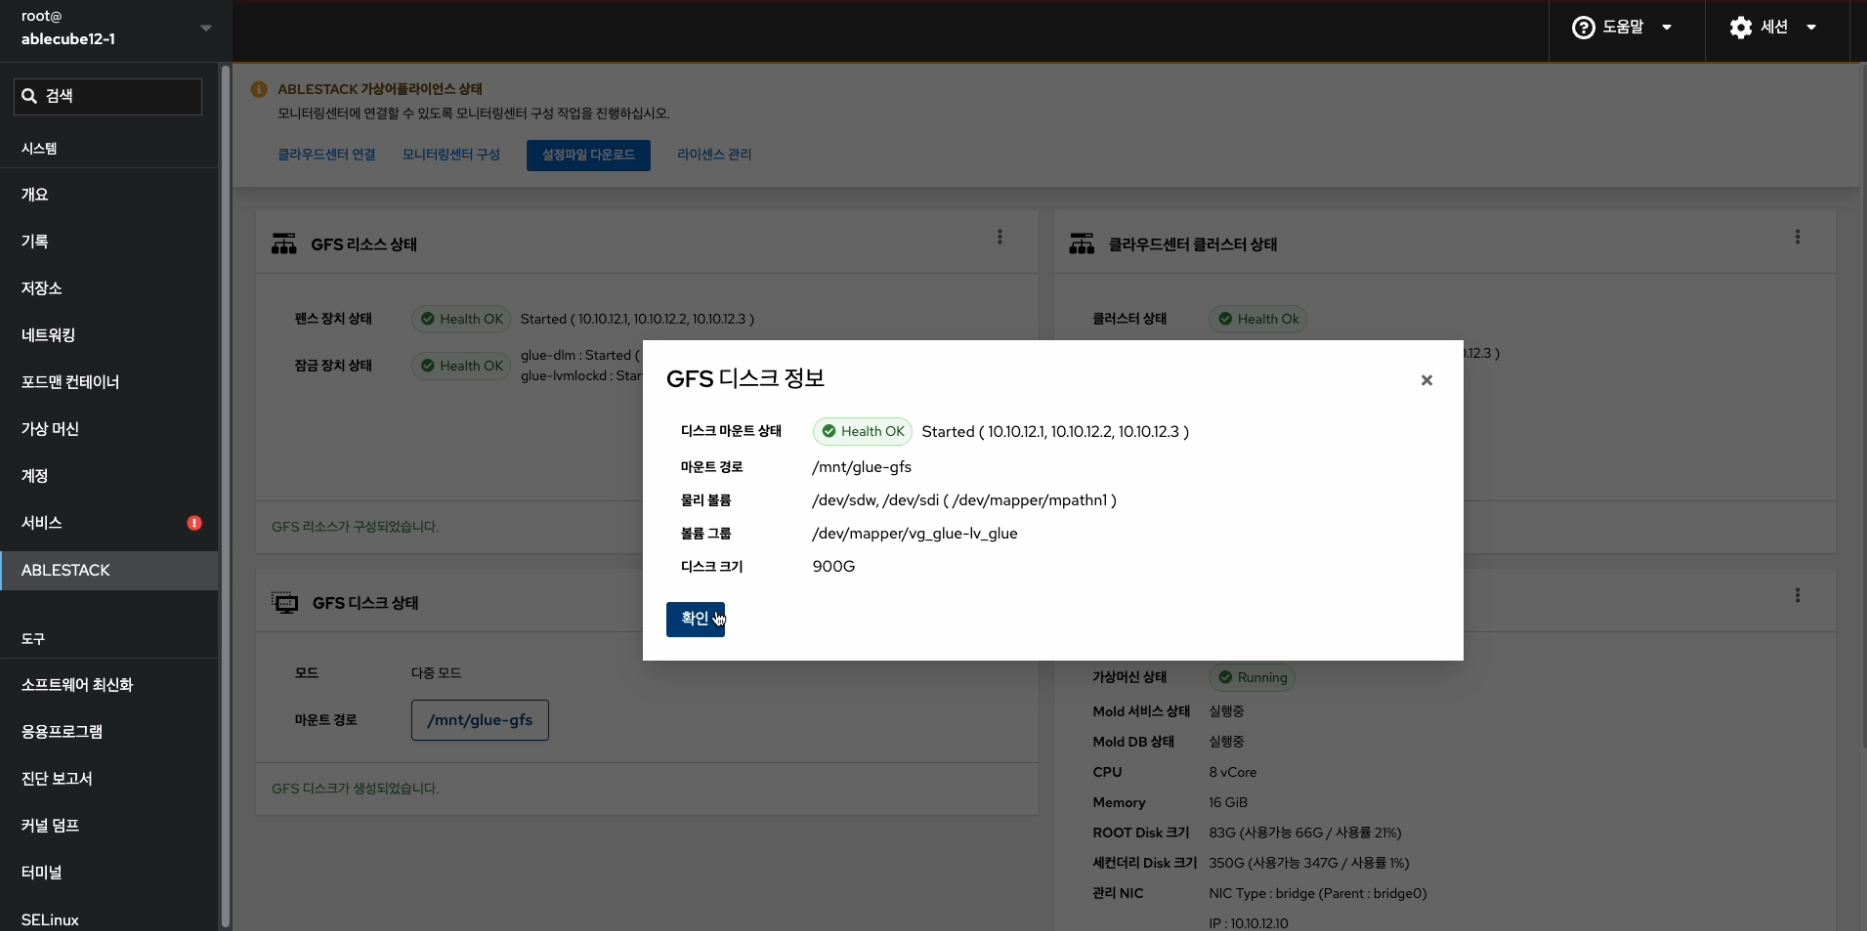 root@
ablecube12-1
도움말
세션
검색
시스템
개요
기록
저장소
네트워킹
포드맨 컨테이너
가상 머신
계정
서비스
ABLESTACK
도구
소프트웨어 최신화
응용프로그램
진단 보고서
커널 덤프
터미널
SELinux
ABLESTACK 가상어플라이언스 상태
모니터링센터에 연결할 수 있도록 모니터링센터 구성 작업을 진행하십시오.
클라우드센터 연결 모니터링센터 구성 설정파일 다운로드 라이센스 관리
GFS 리소스 상태
펜스 장치 상태 Health OK Started ( 10.10.12.1, 10.10.12.2, 10.10.12.3 )
잠금 장치 상태 Health OK glue-dlm : Started (
glue-lvmlockd : Star
GFS 리소스가 구성되었습니다.
클라우드센터 클러스터 상태
클러스터 상태 Health Ok
.12.3 )
GFS 디스크 정보
디스크 마운트 상태 Health OK Started ( 10.10.12.1, 10.10.12.2, 10.10.12.3 )
마운트 경로 /mnt/glue-gfs
물리 볼륨 /dev/sdw, /dev/sdi ( /dev/mapper/mpathn1 )
볼륨 그룹 /dev/mapper/vg_glue-lv_glue
디스크 크기 900G
확인
GFS 디스크 상태
모드 다중 모드
마운트 경로 /mnt/glue-gfs
GFS 디스크가 생성되었습니다.
가상머신 상태 Running
Mold 서비스 상태 실행중
Mold DB 상태 실행중
CPU 8 vCore
Memory 16 GiB
ROOT Disk 크기 83G (사용가능 66G / 사용률 21%)
세컨더리 Disk 크기 350G (사용가능 347G / 사용률 1%)
관리 NIC NIC Type : bridge (Parent : bridge0)
IP : 10.10.12.10